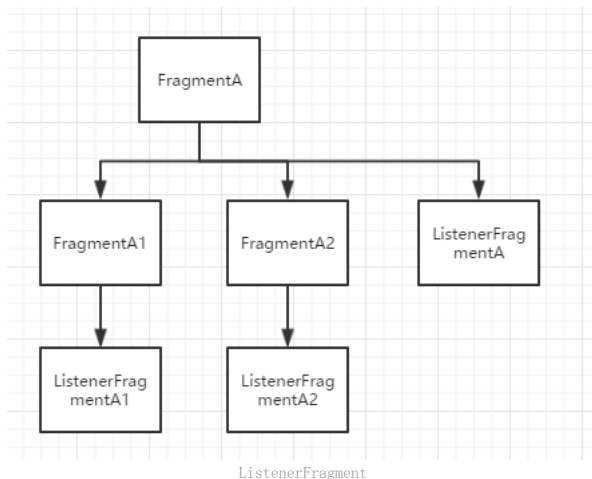 FragmentA
FragmentA1
FragmentA2
ListenerFrag
mentA
ListenerFrag
mentA1
ListenerFrag
mentA2
ListenerFragment